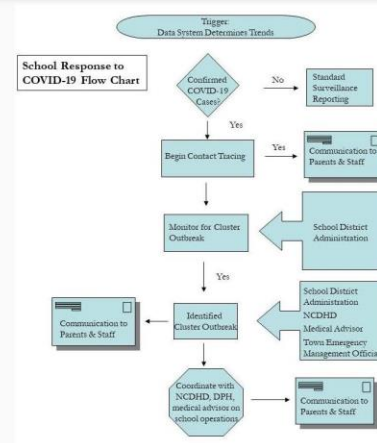 Trigger:
Data System Determines Trends
School Response to
COVID-19 Flow Chart
Confirmed
COVID-19
Cases?
No
Standard
Surveillance
Reporting
Yes
Begin Contact Tracing
Yes
Communication to
Parents & Staff
Monitor for Cluster
Outbreak
School District
Administration
Yes
Identified
Cluster Outbreak
School District
Administration
NCDHD
Medical Advisor
Town Emergency
Management
Communication to
Parents & Staff
Coordinate with
NCDHD, DPH,
medical advisor on
school operations
Communication to
Parents & Staff